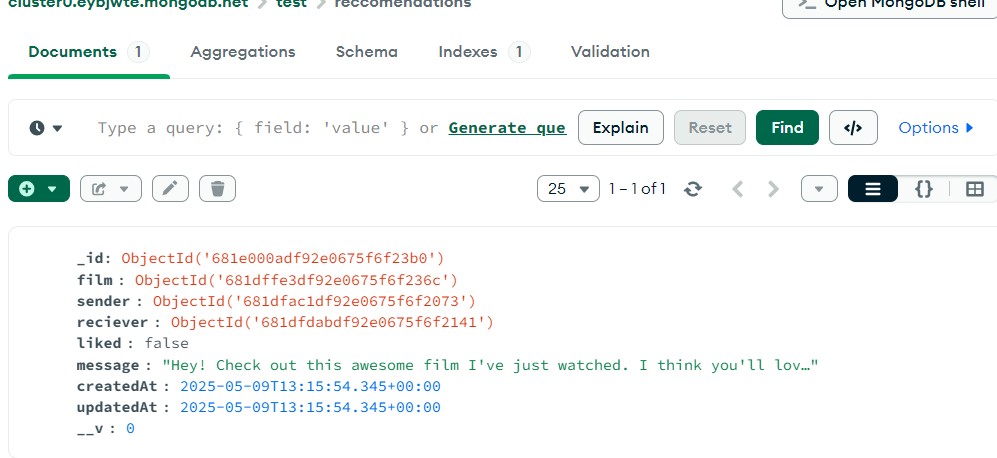 cluster0.eybjwte.mongodb.net > test > reccomendations
>_ Open MongoDB shell
Documents 1 Aggregations Schema Indexes 1 Validation
Type a query: { field: 'value' } or Generate que Explain Reset Find </> Options
25 1 – 1 of 1 {}
_id: ObjectId('681e000adf92e0675f6f23b0')
film : ObjectId('681dffe3df92e0675f6f236c')
sender : ObjectId('681dfac1df92e0675f6f2073')
reciever : ObjectId('681dfdabdf92e0675f6f2141')
liked : false
message : "Hey! Check out this awesome film I've just watched. I think you'll lov…"
createdAt : 2025-05-09T13:15:54.345+00:00
updatedAt : 2025-05-09T13:15:54.345+00:00
__v : 0